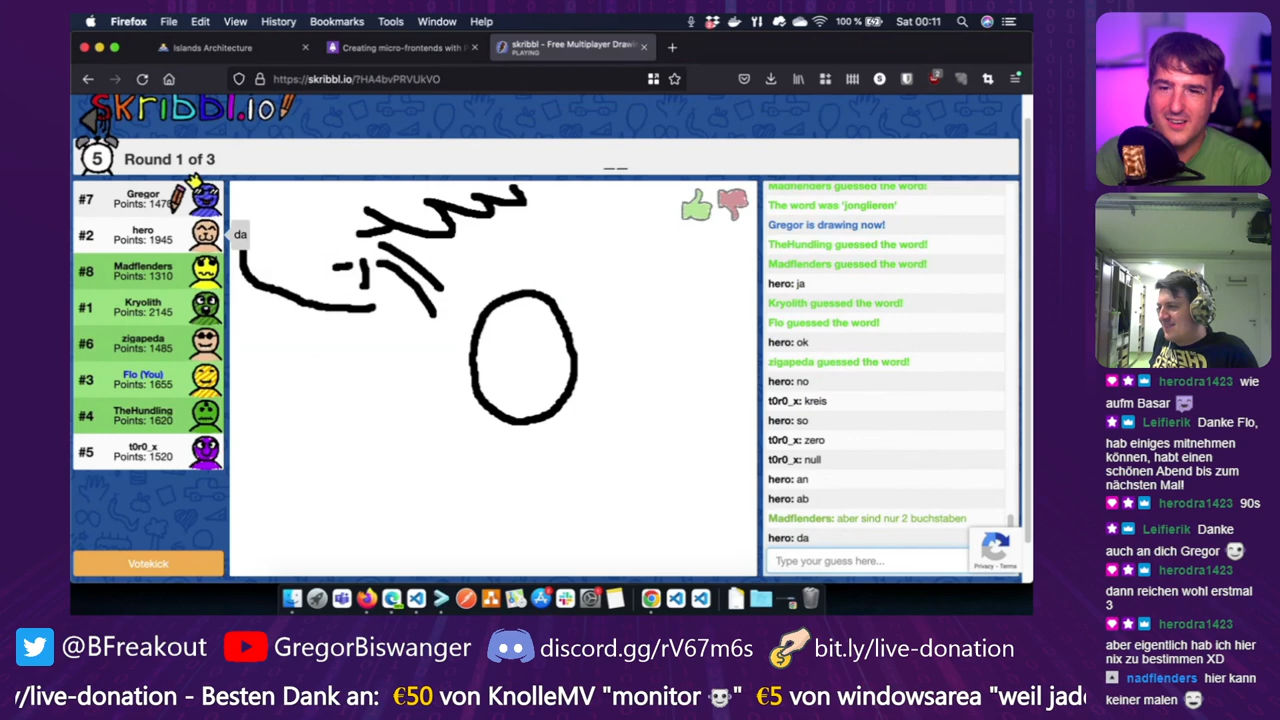 Firefox File Edit View History Bookmarks Tools Window Help 100 % Sat 00:11
Islands Architecture
Creating micro-frontends with
skribbl - Free Multiplayer Drawi
PLAYING
https://skribbl.io/?HA4bvPRVUkVO
skribbl.io!
5 Round 1 of 3
_ _
#7 Gregor
Points: 1470
#2 hero
Points: 1945
da
#8 Madflenders
Points: 1310
#1 Kryolith
Points: 2145
#6 zigapeda
Points: 1485
#3 Flo (You)
Points: 1655
#4 TheHundling
Points: 1620
#5 t0r0_x
Points: 1520
Votekick
Madflenders guessed the word!
The word was 'jonglieren'
Gregor is drawing now!
TheHundling guessed the word!
Madflenders guessed the word!
hero: ja
Kryolith guessed the word!
Flo guessed the word!
hero: ok
zigapeda guessed the word!
hero: no
t0r0_x: kreis
hero: so
t0r0_x: zero
t0r0_x: null
hero: an
hero: ab
Madflenders: aber sind nur 2 buchstaben
hero: da
Type your guess here...
Privacy - Terms
herodra1423 wie
aufm Basar
Leifierik Danke Flo,
hab einiges mitnehmen
können, habt einen
schönen Abend bis zum
nächsten Mal!
herodra1423 90s
Leifierik Danke
auch an dich Gregor
herodra1423
dann reichen wohl erstmal
3
herodra1423
aber eigentlich hab ich hier
nix zu bestimmen XD
nadflenders hier kann
keiner malen
@BFreakout GregorBiswanger discord.gg/rV67m6s bit.ly/live-donation
/live-donation - Besten Dank an: €50 von KnolleMV "monitor" €5 von windowsarea "weil jade